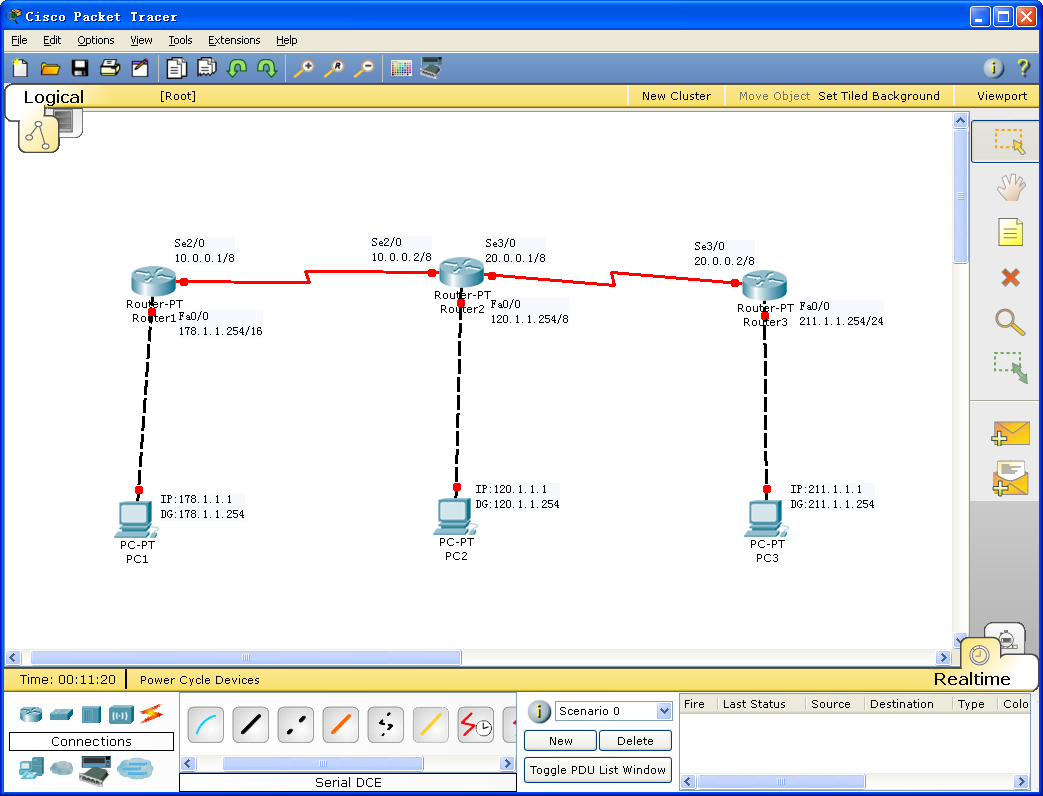 Cisco Packet Tracer
File Edit Options View Tools Extensions Help
Logical [Root] New Cluster Move Object Set Tiled Background Viewport
Se2/0
10.0.0.1/8
Se2/0
10.0.0.2/8
Se3/0
20.0.0.1/8
Se3/0
20.0.0.2/8
Router-PT
Router1
Fa0/0
178.1.1.254/16
Router-PT
Router2
Fa0/0
120.1.1.254/8
Router-PT
Router3
Fa0/0
211.1.1.254/24
IP:178.1.1.1
DG:178.1.1.254
PC-PT
PC1
IP:120.1.1.1
DG:120.1.1.254
PC-PT
PC2
IP:211.1.1.1
DG:211.1.1.254
PC-PT
PC3
Time: 00:11:20 Power Cycle Devices Realtime
Connections
Serial DCE
Scenario 0
New Delete
Toggle PDU List Window
Fire Last Status Source Destination Type Colo